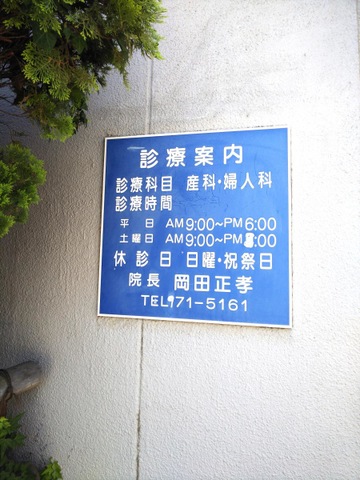 診療案内
診療科目 産科・婦人科
診療時間
平日 AM9:00~PM6:00
土曜日 AM9:00~PM :00
休診日 日曜・祝祭日
院長 岡田正孝
TEL 71-5161